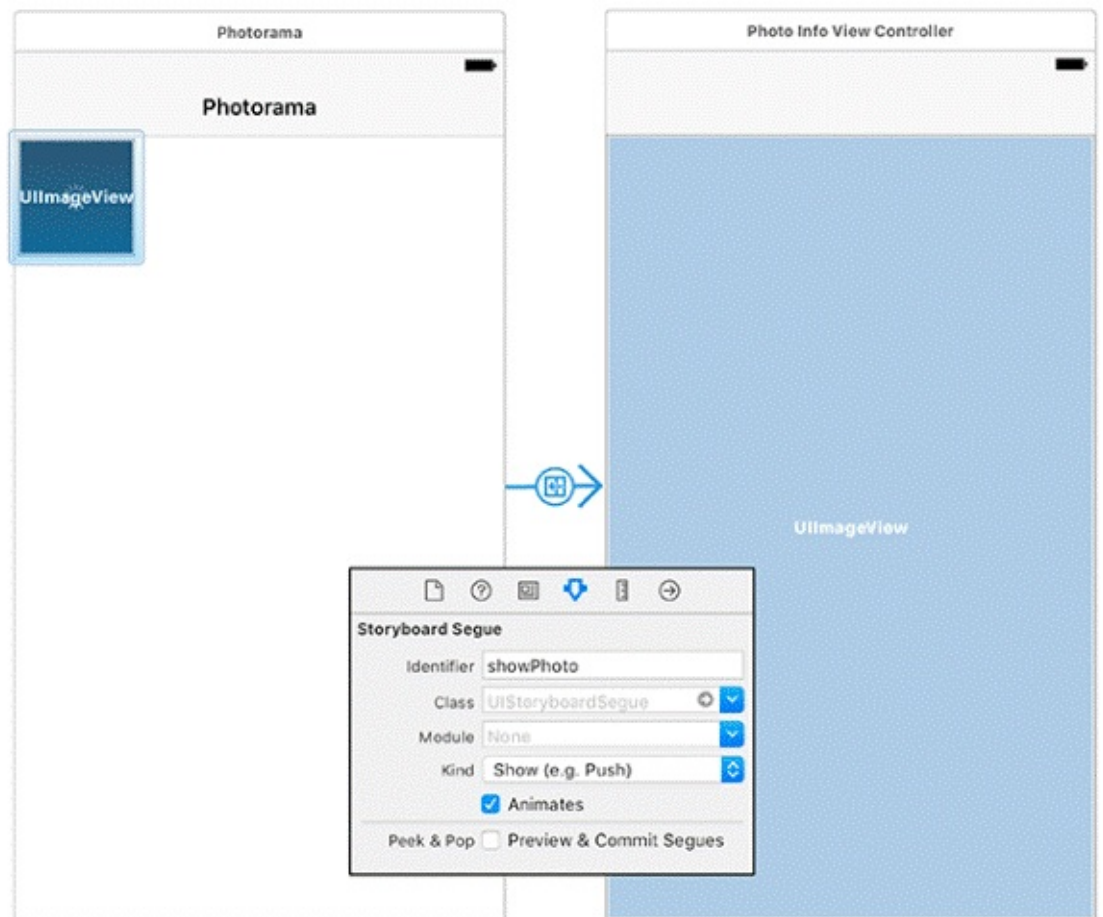 Photorama
Photo Info View Controller
Photorama
UIImageView
UIImageView
Storyboard Segue
Identifier showPhoto
Class UIStoryboardSegue
Module None
Kind Show (e.g. Push)
Animates
Peek & Pop Preview & Commit Segues